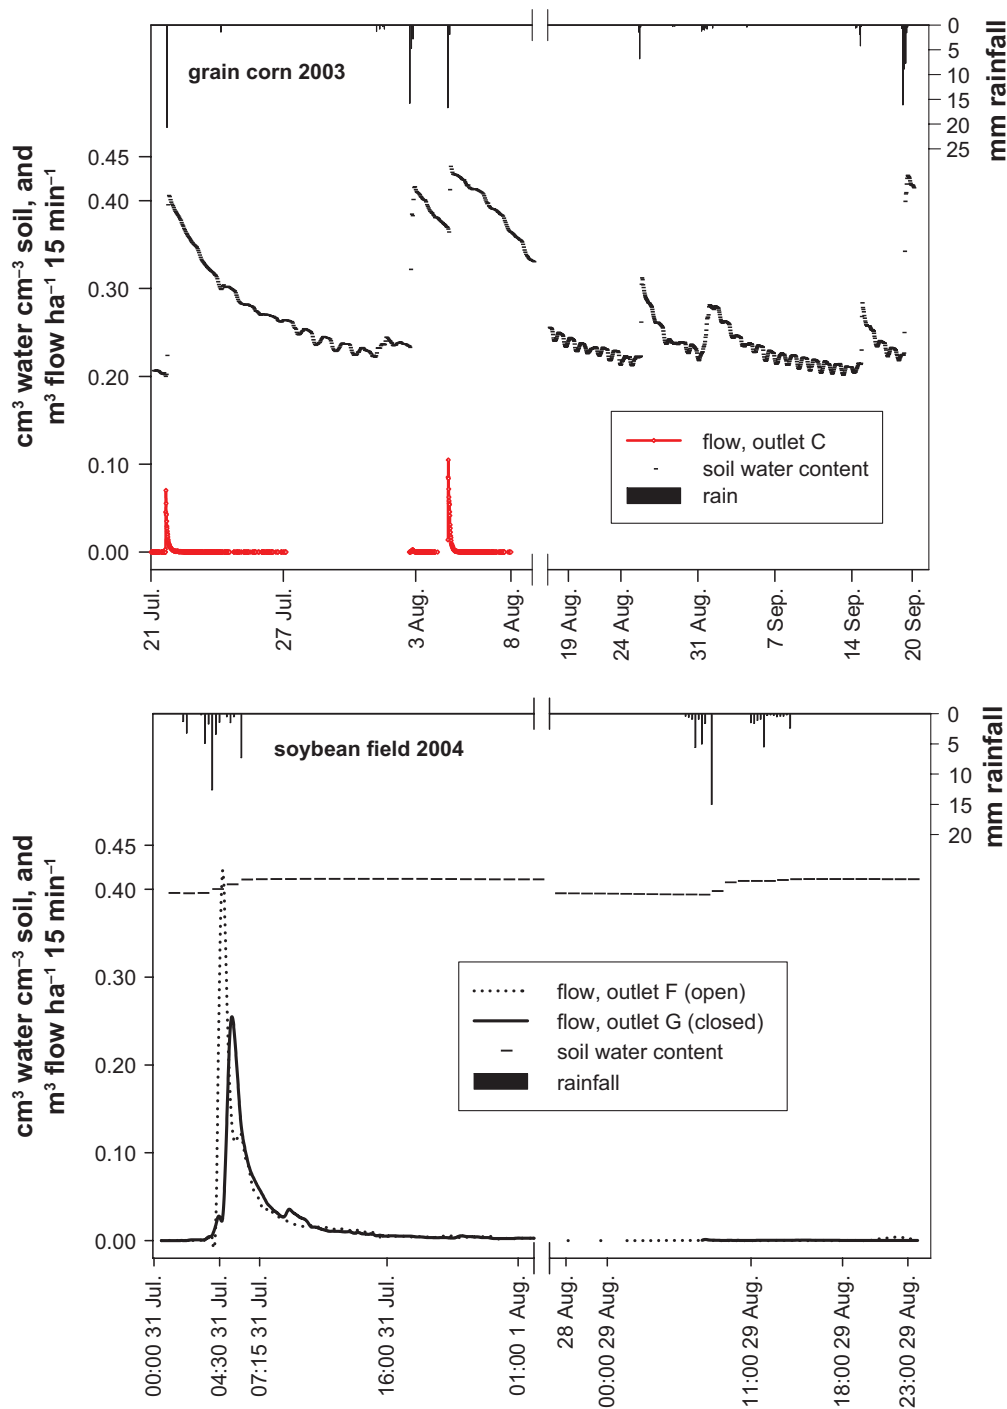 grain corn 2003
0
5
10
15
20
25
mm rainfall
cm³ water cm⁻³ soil, and
m³ flow ha⁻¹ 15 min⁻¹
0.45
0.40
0.30
0.20
0.10
0.00
flow, outlet C
soil water content
rain
21 Jul.
27 Jul.
3 Aug.
8 Aug.
19 Aug.
24 Aug.
31 Aug.
7 Sep.
14 Sep.
20 Sep.
soybean field 2004
0
5
10
15
20
mm rainfall
cm³ water cm⁻³ soil, and
m³ flow ha⁻¹ 15 min⁻¹
0.45
0.40
0.30
0.20
0.10
0.00
flow, outlet F (open)
flow, outlet G (closed)
soil water content
rainfall
00:00 31 Jul.
04:30 31 Jul.
07:15 31 Jul.
16:00 31 Jul.
01:00 1 Aug.
28 Aug.
00:00 29 Aug.
11:00 29 Aug.
18:00 29 Aug.
23:00 29 Aug.